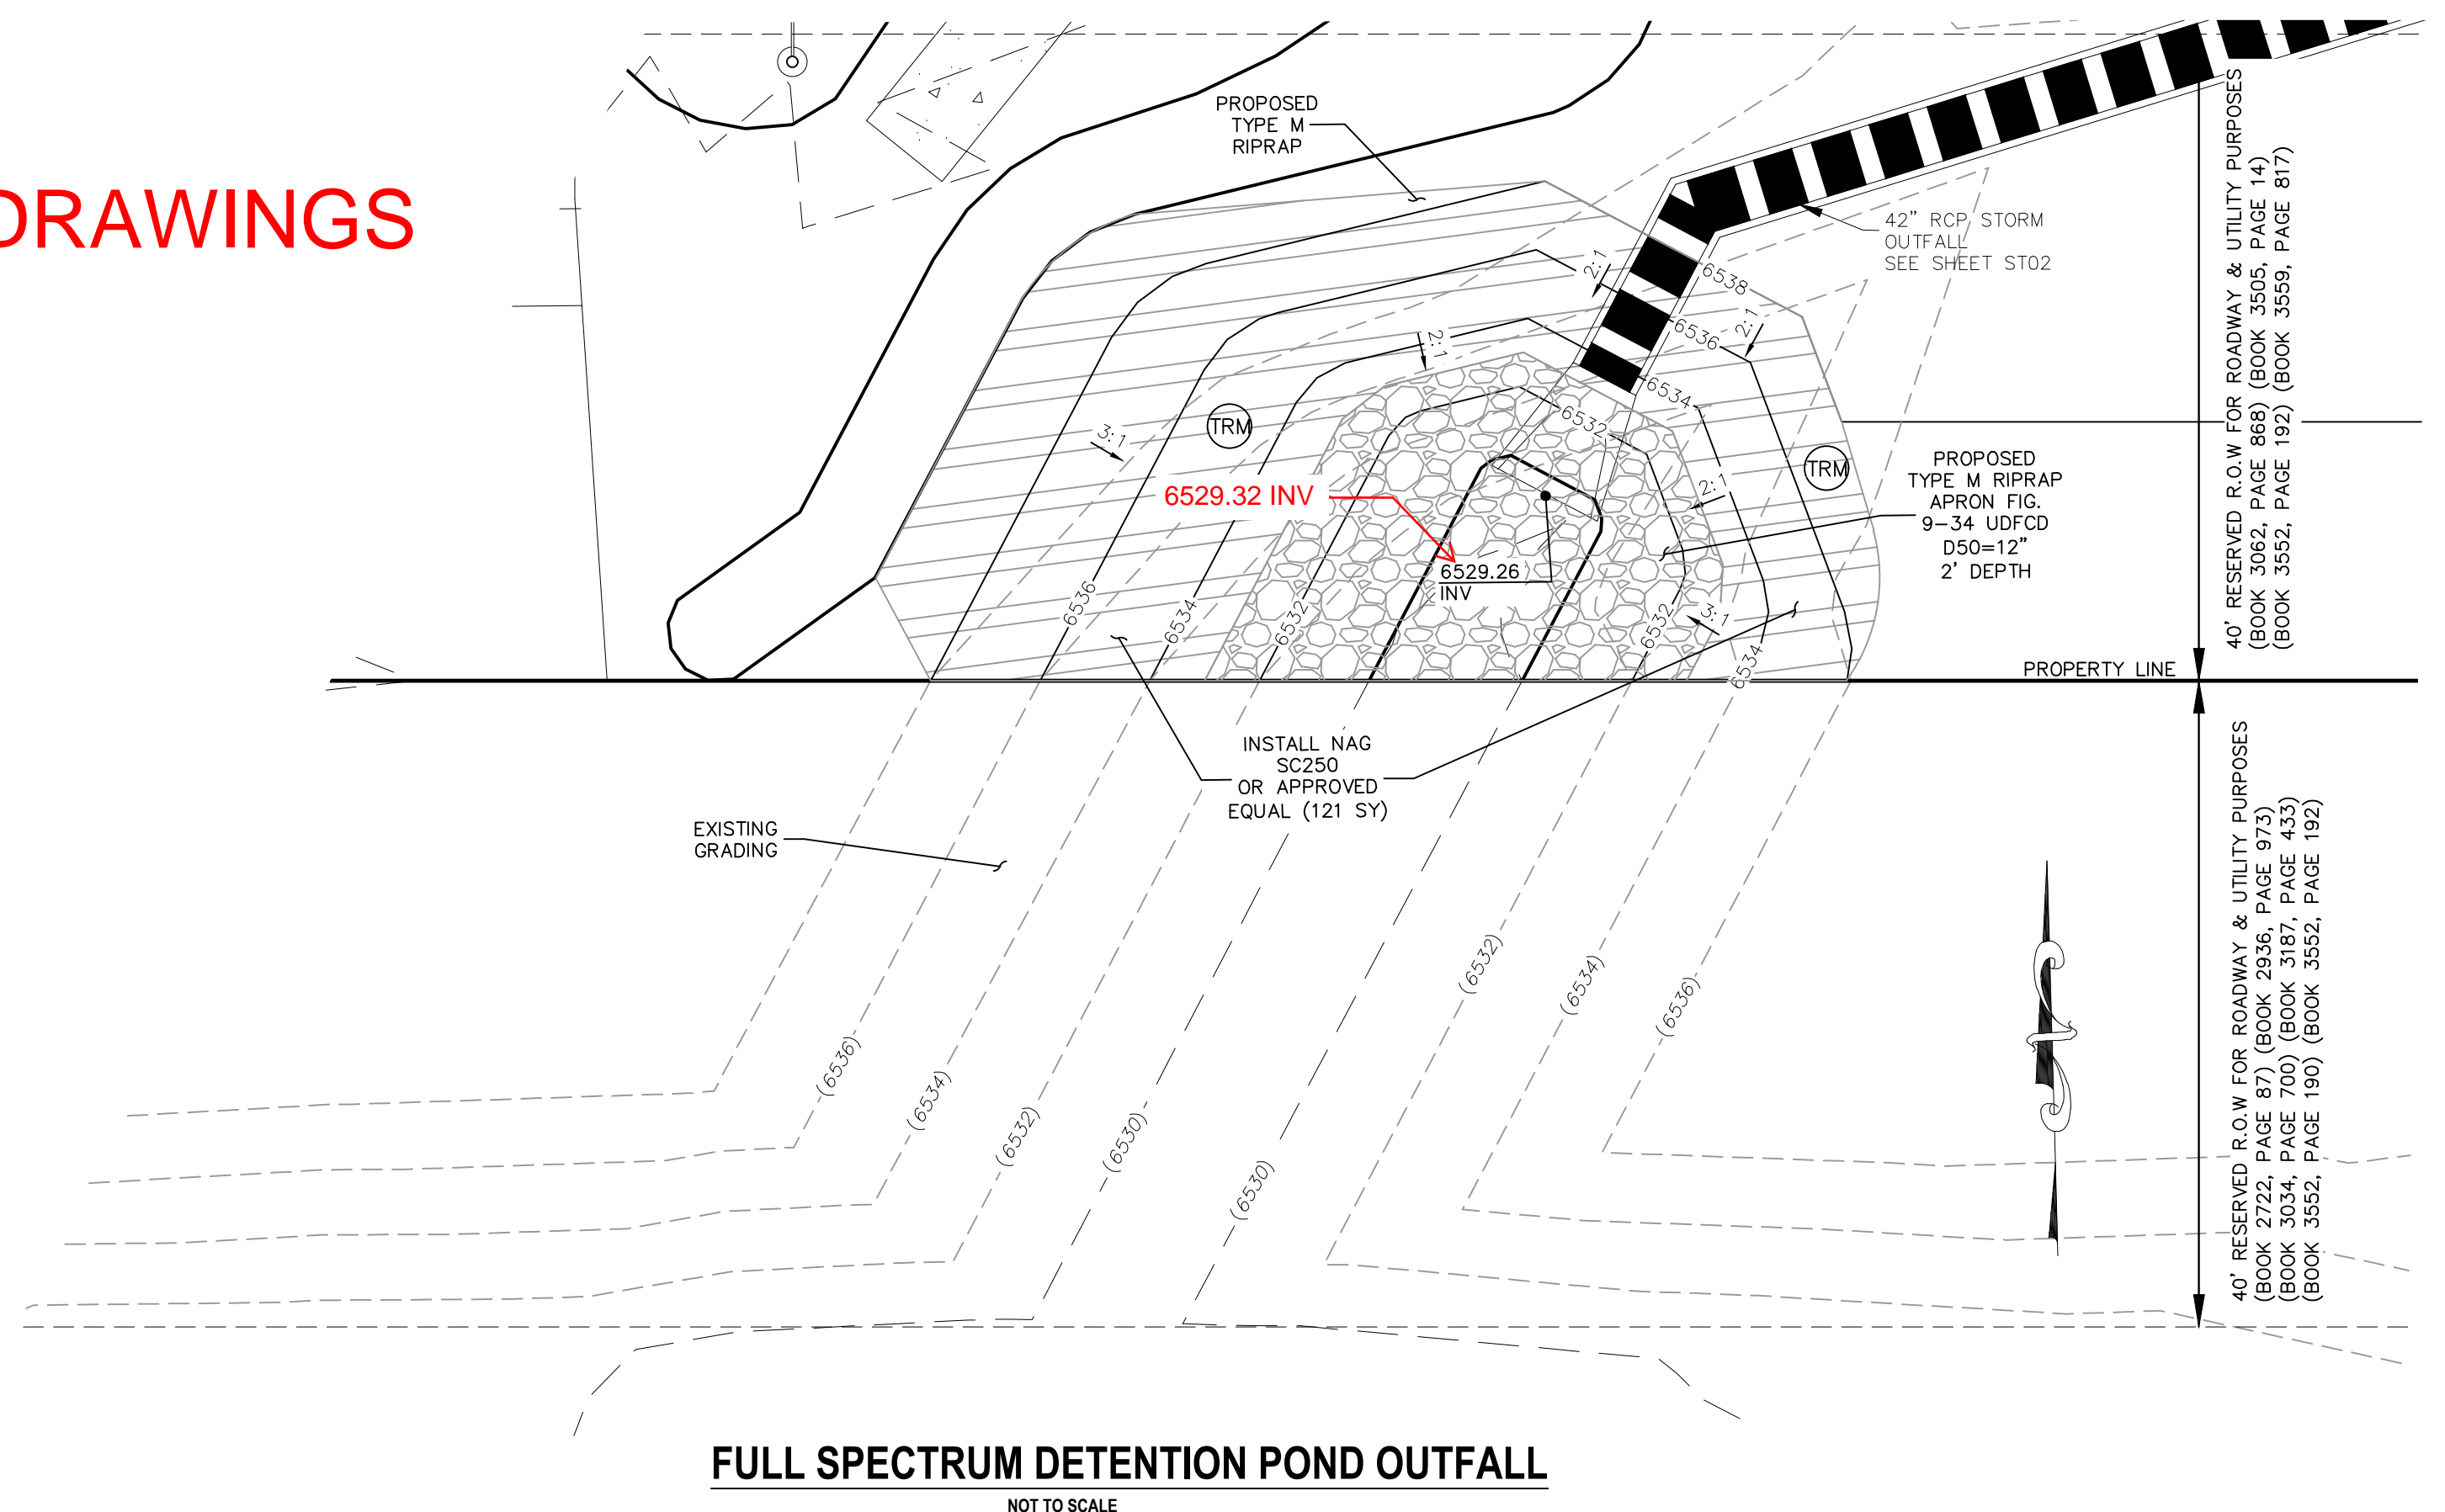 DRAWINGS
PROPOSED
TYPE M
RIPRAP
42" RCP STORM
OUTFALL
SEE SHEET ST02
2:1
6538
2:1
6536
2:1
6534
6532
3:1
TRM
TRM
2:1
PROPOSED
TYPE M RIPRAP
APRON FIG.
9-34 UDFCD
D50=12"
2' DEPTH
6529.32 INV
6529.26
INV
6536
6534
6532
6532
3:1
6534
PROPERTY LINE
40' RESERVED R.O.W FOR ROADWAY & UTILITY PURPOSES
(BOOK 3062, PAGE 868) (BOOK 3505, PAGE 14)
(BOOK 3552, PAGE 192) (BOOK 3559, PAGE 817)
INSTALL NAG
SC250
OR APPROVED
EQUAL (121 SY)
EXISTING
GRADING
40' RESERVED R.O.W FOR ROADWAY & UTILITY PURPOSES
(BOOK 2722, PAGE 87) (BOOK 2936, PAGE 973)
(BOOK 3034, PAGE 700) (BOOK 3187, PAGE 433)
(BOOK 3552, PAGE 190) (BOOK 3552, PAGE 192)
(6532)
(6534)
(6536)
(6536)
(6534)
(6532)
(6530)
(6530)
FULL SPECTRUM DETENTION POND OUTFALL
NOT TO SCALE